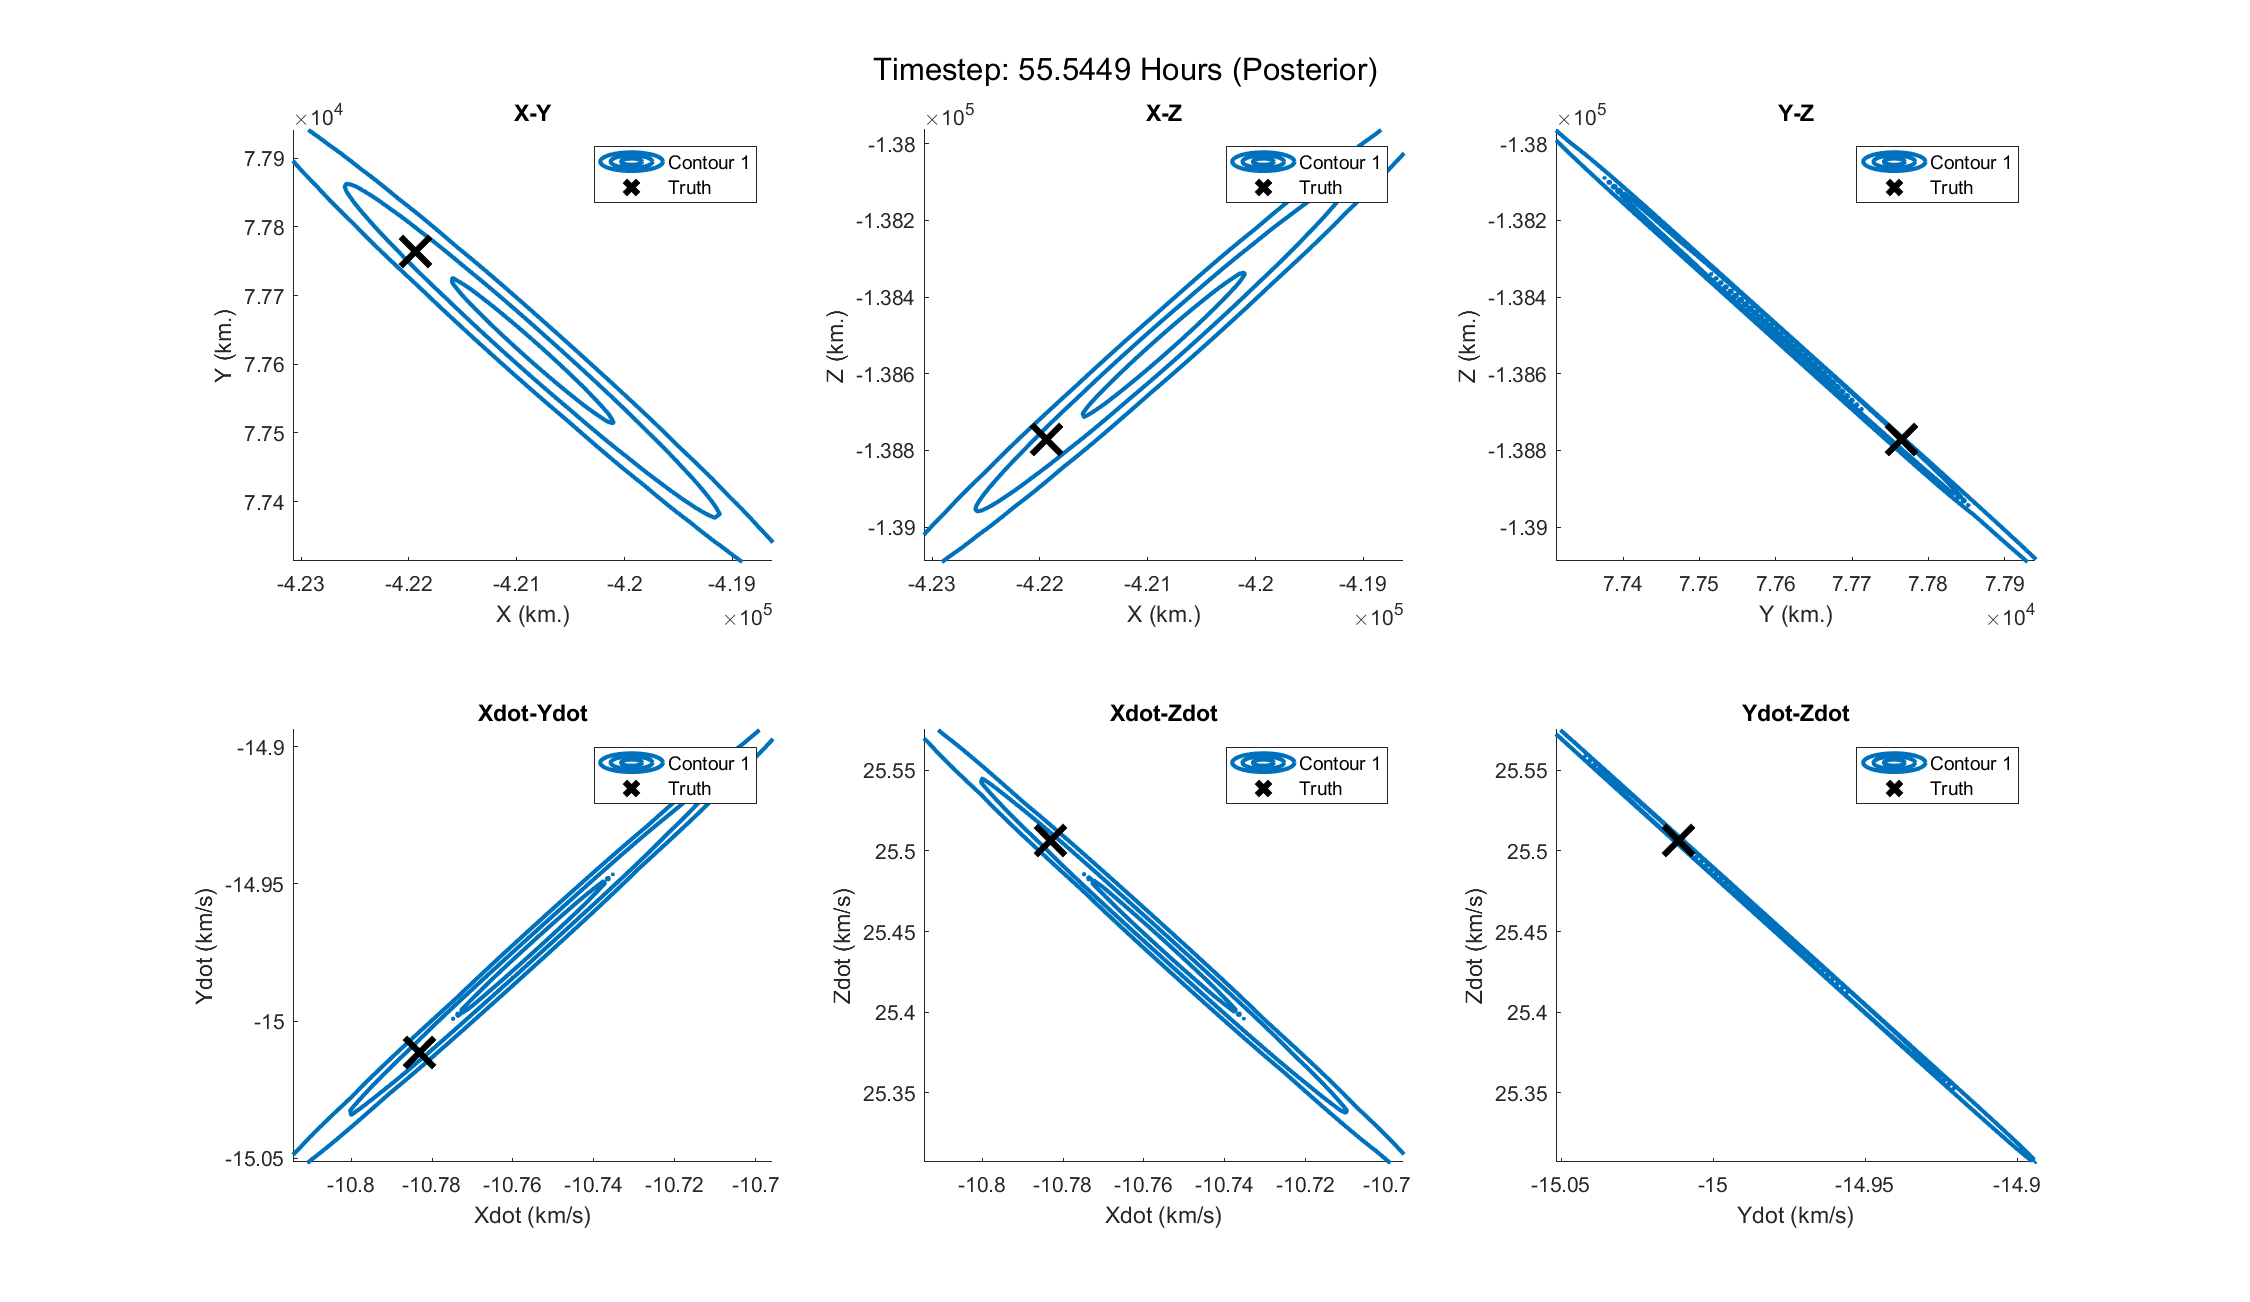 Timestep: 55.5449 Hours (Posterior)
X-Y
×10^4
7.79
7.78
7.77
7.76
7.75
7.74
Y (km.)
-4.23 -4.22 -4.21 -4.2 -4.19
X (km.)
×10^5
Contour 1
Truth
X-Z
×10^5
-1.38
-1.382
-1.384
-1.386
-1.388
-1.39
Z (km.)
-4.23 -4.22 -4.21 -4.2 -4.19
X (km.)
×10^5
Contour 1
Truth
Y-Z
×10^5
-1.38
-1.382
-1.384
-1.386
-1.388
-1.39
Z (km.)
7.74 7.75 7.76 7.77 7.78 7.79
Y (km.)
×10^4
Contour 1
Truth
Xdot-Ydot
-14.9
-14.95
-15
-15.05
Ydot (km/s)
-10.8 -10.78 -10.76 -10.74 -10.72 -10.7
Xdot (km/s)
Contour 1
Truth
Xdot-Zdot
25.55
25.5
25.45
25.4
25.35
Zdot (km/s)
-10.8 -10.78 -10.76 -10.74 -10.72 -10.7
Xdot (km/s)
Contour 1
Truth
Ydot-Zdot
25.55
25.5
25.45
25.4
25.35
Zdot (km/s)
-15.05 -15 -14.95 -14.9
Ydot (km/s)
Contour 1
Truth